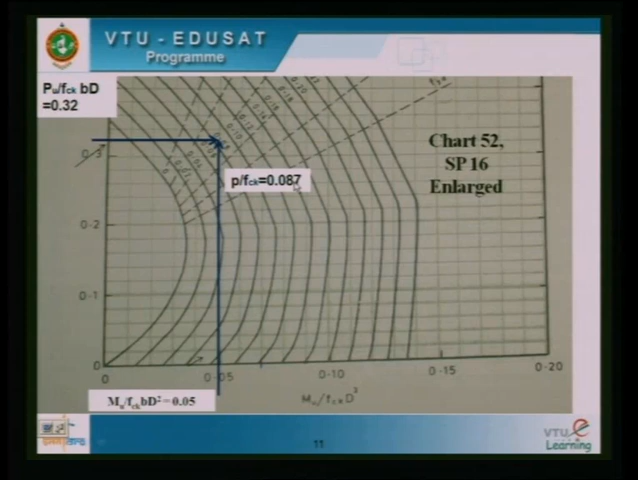 VTU - EDUSAT
Programme
Pu/fck bD
=0.32
Chart 52,
SP 16
Enlarged
p/fck=0.087
0.3
0.2
0.1
0
0
0.05
0.10
0.15
0.20
Mu/fckbD²=0.05
Mu/fck D²
11
VTU e
Learning